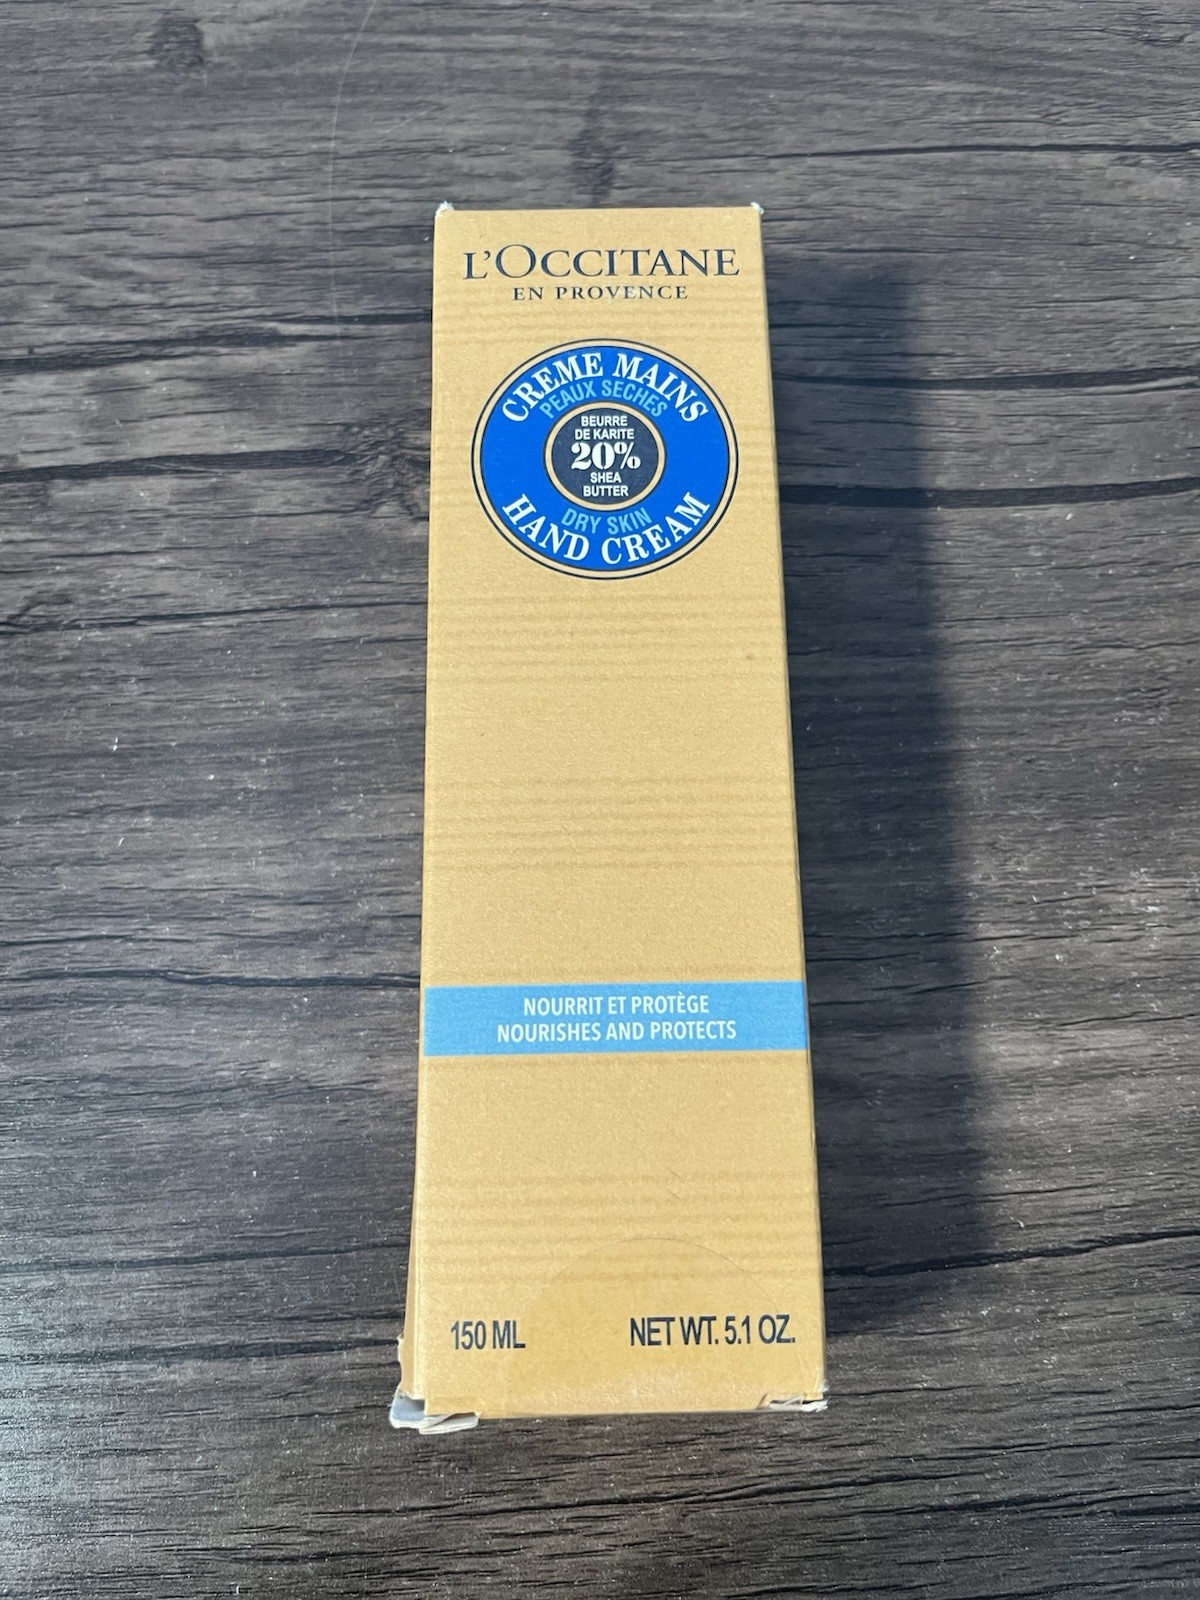 L'OCCITANE
EN PROVENCE
CREME MAINS
PEAUX SECHES
BEURRE
DE KARITE
20%
SHEA
BUTTER
DRY SKIN
HAND CREAM
NOURRIT ET PROTÈGE
NOURISHES AND PROTECTS
150 ML
NET WT. 5.1 OZ.